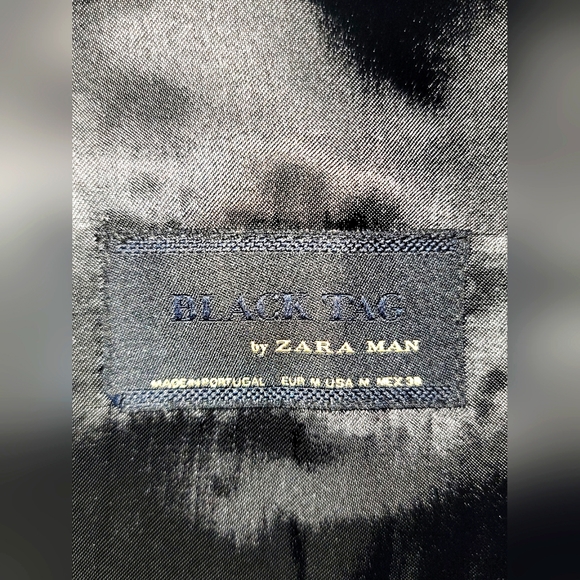 BLACK TAG
by ZARA MAN
MADE IN PORTUGAL EUR M USA M MEX 38